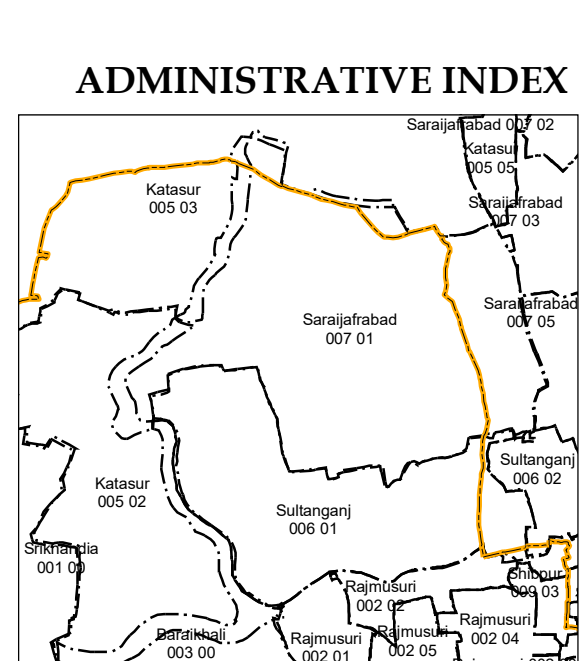 ADMINISTRATIVE INDEX
Saraijafrabad 007 02
Katasur
005 05
Katasur
005 03
Saraijafrabad
007 03
Saraijafrabad
007 05
Saraijafrabad
007 01
Sultanganj
006 02
Katasur
005 02
Sultanganj
006 01
Srikhandia
001 00
Shibpur
009 03
Rajmusuri
002 02
Rajmusuri
002 04
Baraikhali
003 00
Rajmusuri
002 01
Rajmusuri
002 05